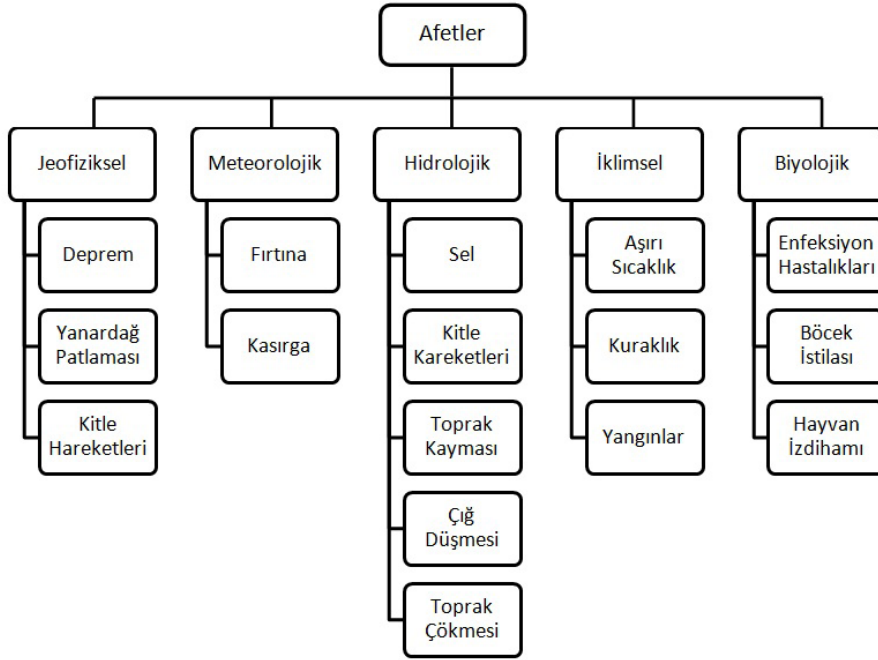 Afetler
Jeofiziksel
Meteorolojik
Hidrolojik
İklimsel
Biyolojik
Deprem
Fırtına
Sel
Aşırı
Sıcaklık
Enfeksiyon
Hastalıkları
Yanardağ
Patlaması
Kasırga
Kitle
Kareketleri
Kuraklık
Böcek
İstilası
Kitle
Hareketleri
Toprak
Kayması
Yangınlar
Hayvan
İzdihamı
Çığ
Düşmesi
Toprak
Çökmesi